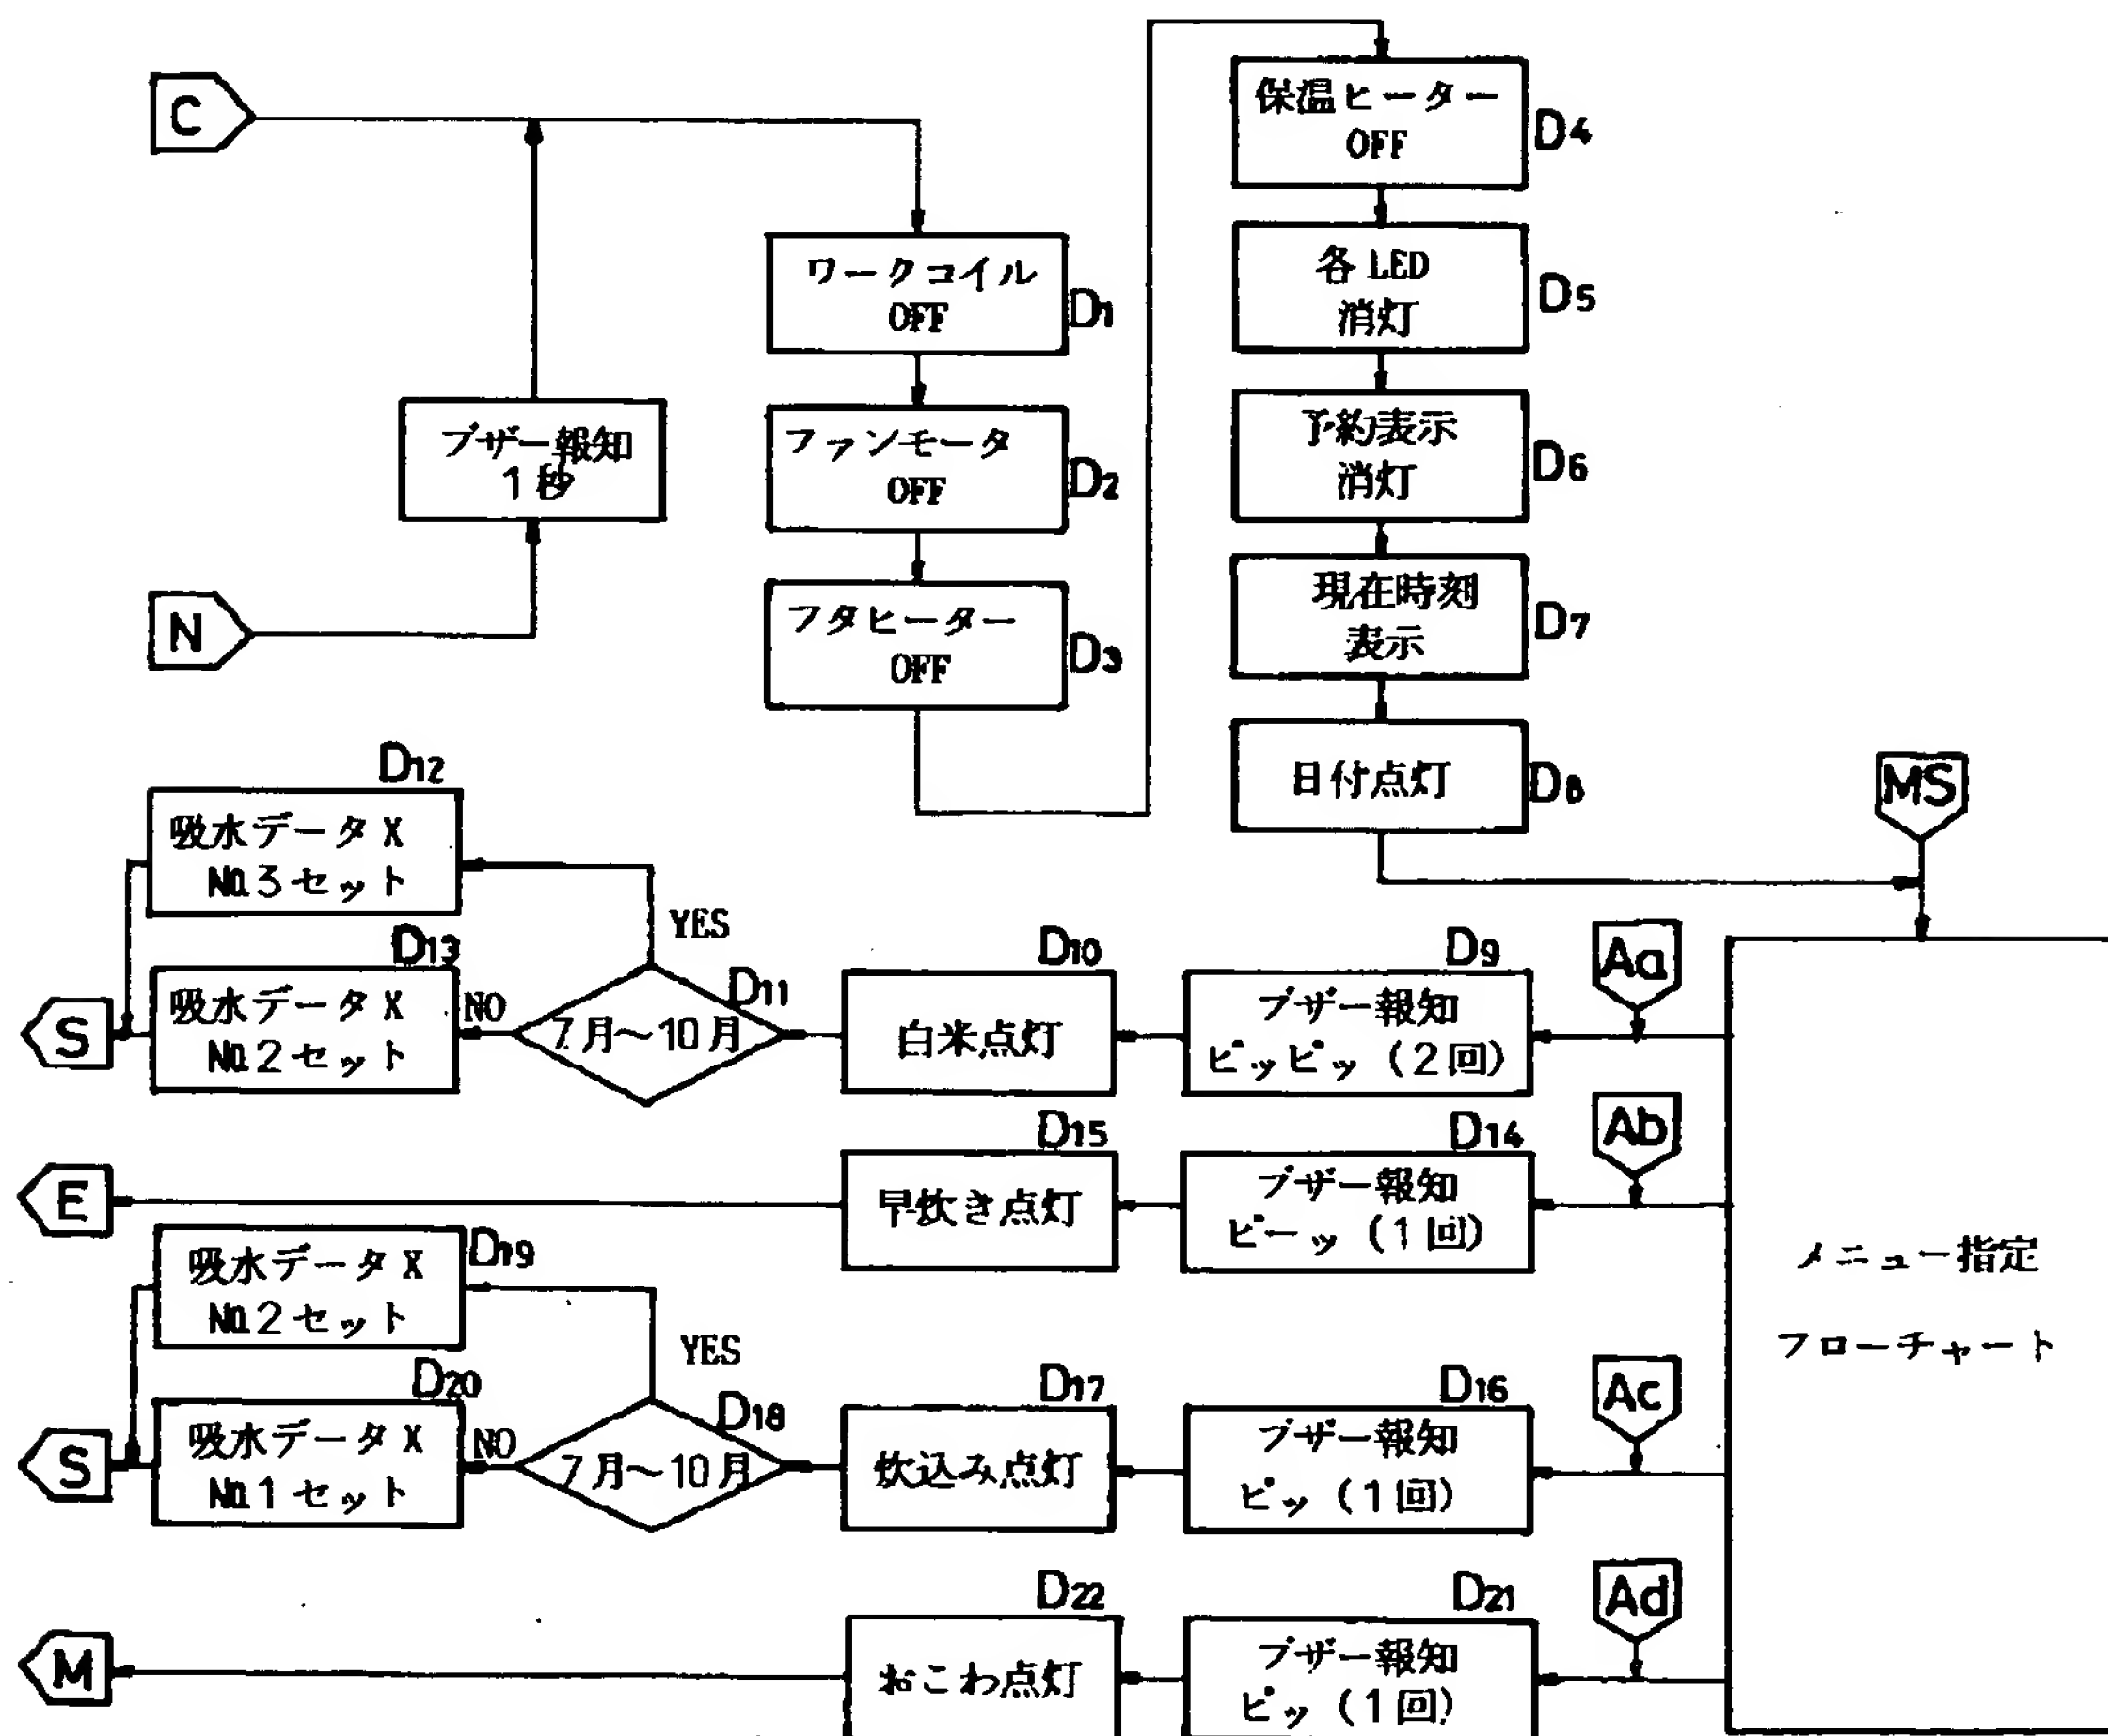 C
保温ヒーター
OFF
D4
ワークコイル
OFF
D1
各LED
消灯
D5
ブザー報知
1秒
ファンモータ
OFF
D2
予約表示
消灯
D6
N
フタヒーター
OFF
D3
現在時刻
表示
D7
日付点灯
D8
MS
D12
吸水データX
No.3セット
YES
D13
吸水データX
No.2セット
S
NO
D11
7月〜10月
D10
白米点灯
D9
ブザー報知
ピッピッ(2回)
Aa
E
D15
早炊き点灯
D14
ブザー報知
ピーッ(1回)
Ab
メニュー指定
フローチャート
D19
吸水データX
No.2セット
YES
D20
吸水データX
No.1セット
S
NO
D18
7月〜10月
D17
炊込み点灯
D16
ブザー報知
ピッ(1回)
Ac
M
D22
おこわ点灯
D21
ブザー報知
ピッ(1回)
Ad